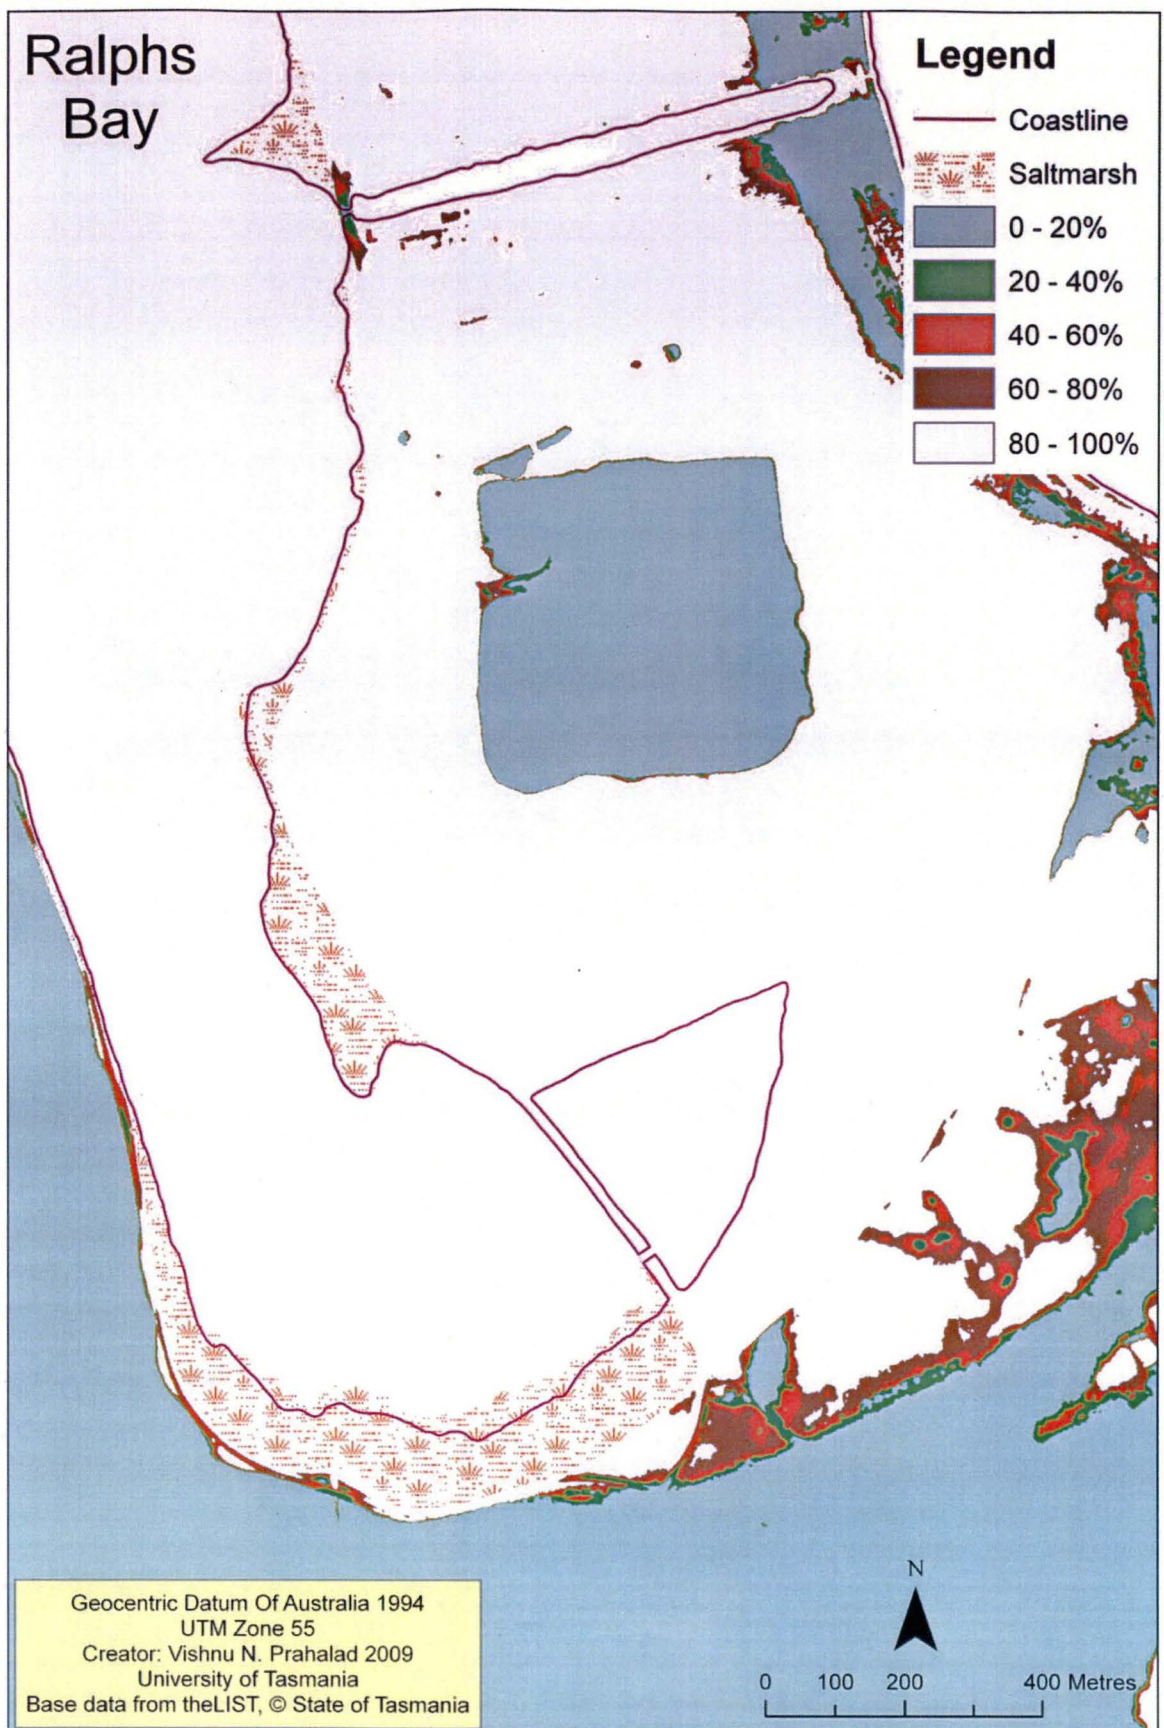 Ralphs
Bay
Legend
Coastline
Saltmarsh
0 - 20%
20 - 40%
40 - 60%
60 - 80%
80 - 100%
Geocentric Datum Of Australia 1994
UTM Zone 55
Creator: Vishnu N. Prahalad 2009
University of Tasmania
Base data from theLIST, © State of Tasmania
N
0 100 200 400 Metres